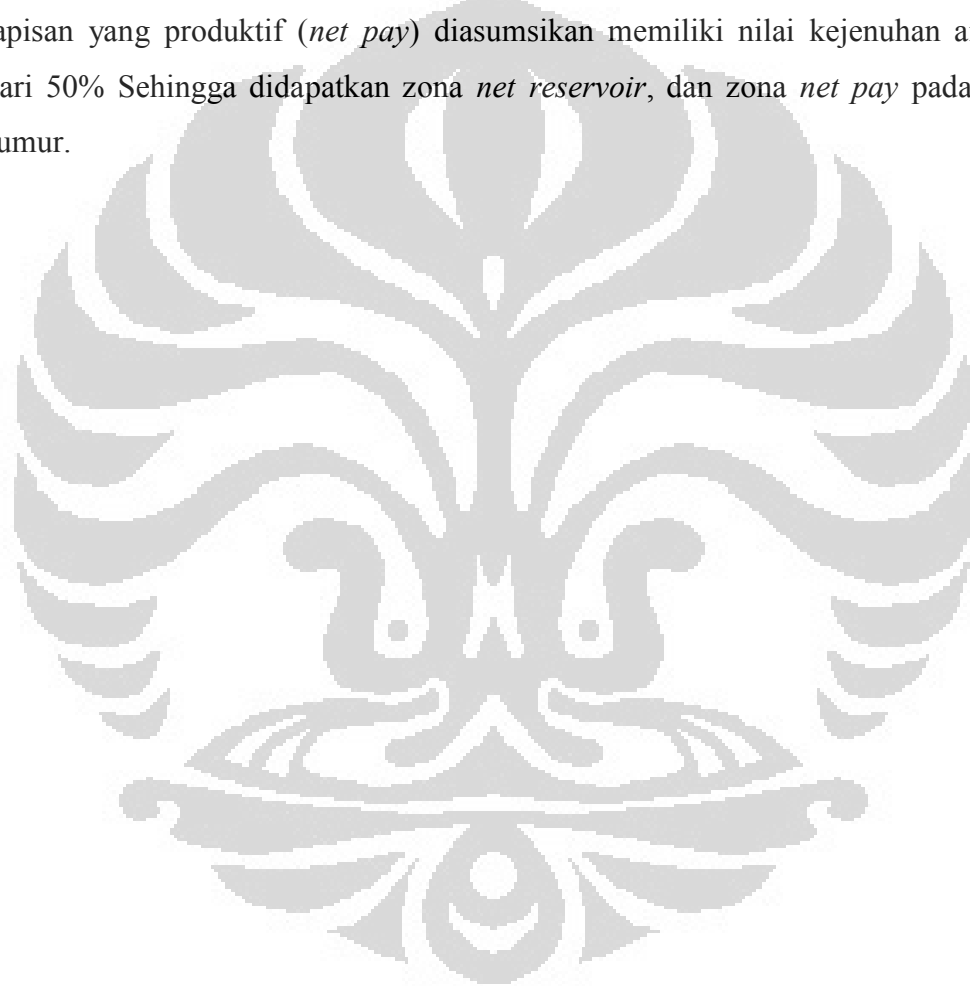 apisan yang produktif (net pay) diasumsikan memiliki nilai kejenuhan a
ari 50% Sehingga didapatkan zona net reservoir, dan zona net pay pada
umur.